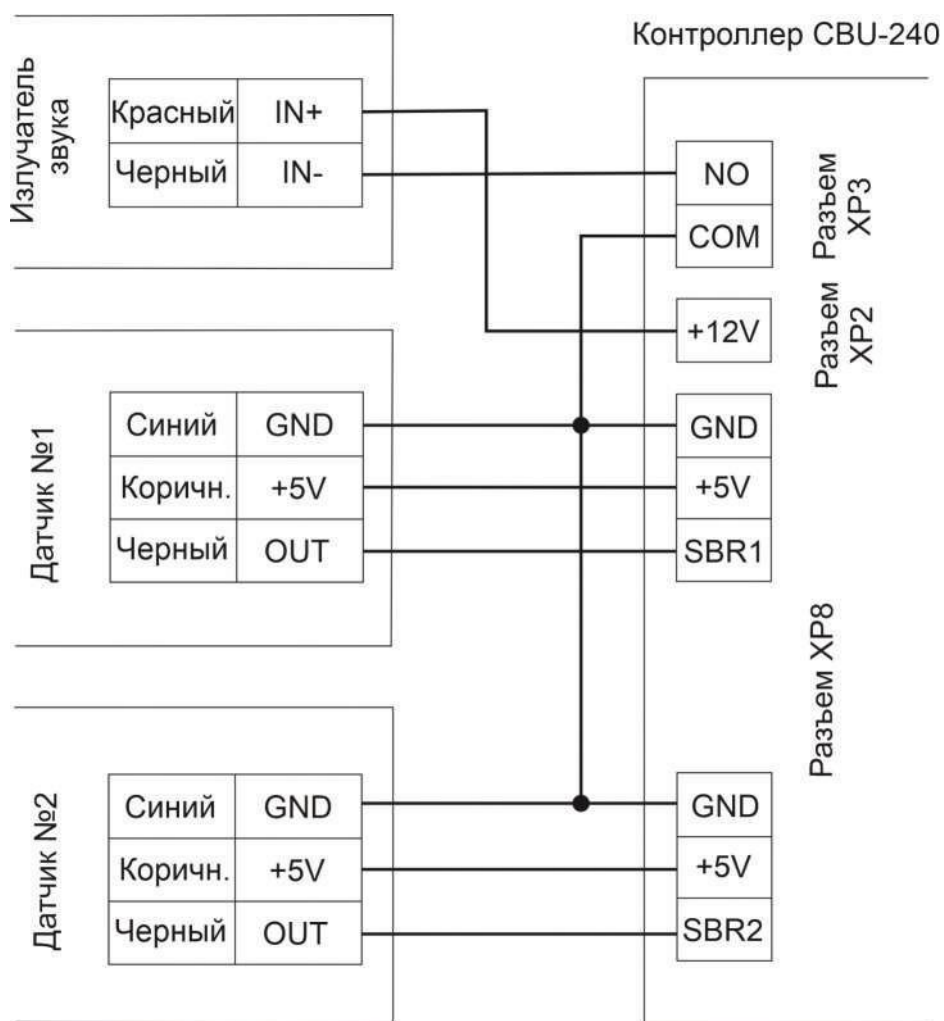 Контроллер CBU-240
Излучатель
звука
Красный IN+
Черный IN-
NO
COM
Разъем
XP3
+12V
Разъем
XP2
Датчик №1
Синий GND
Коричн. +5V
Черный OUT
GND
+5V
SBR1
Разъем XP8
Датчик №2
Синий GND
Коричн. +5V
Черный OUT
GND
+5V
SBR2